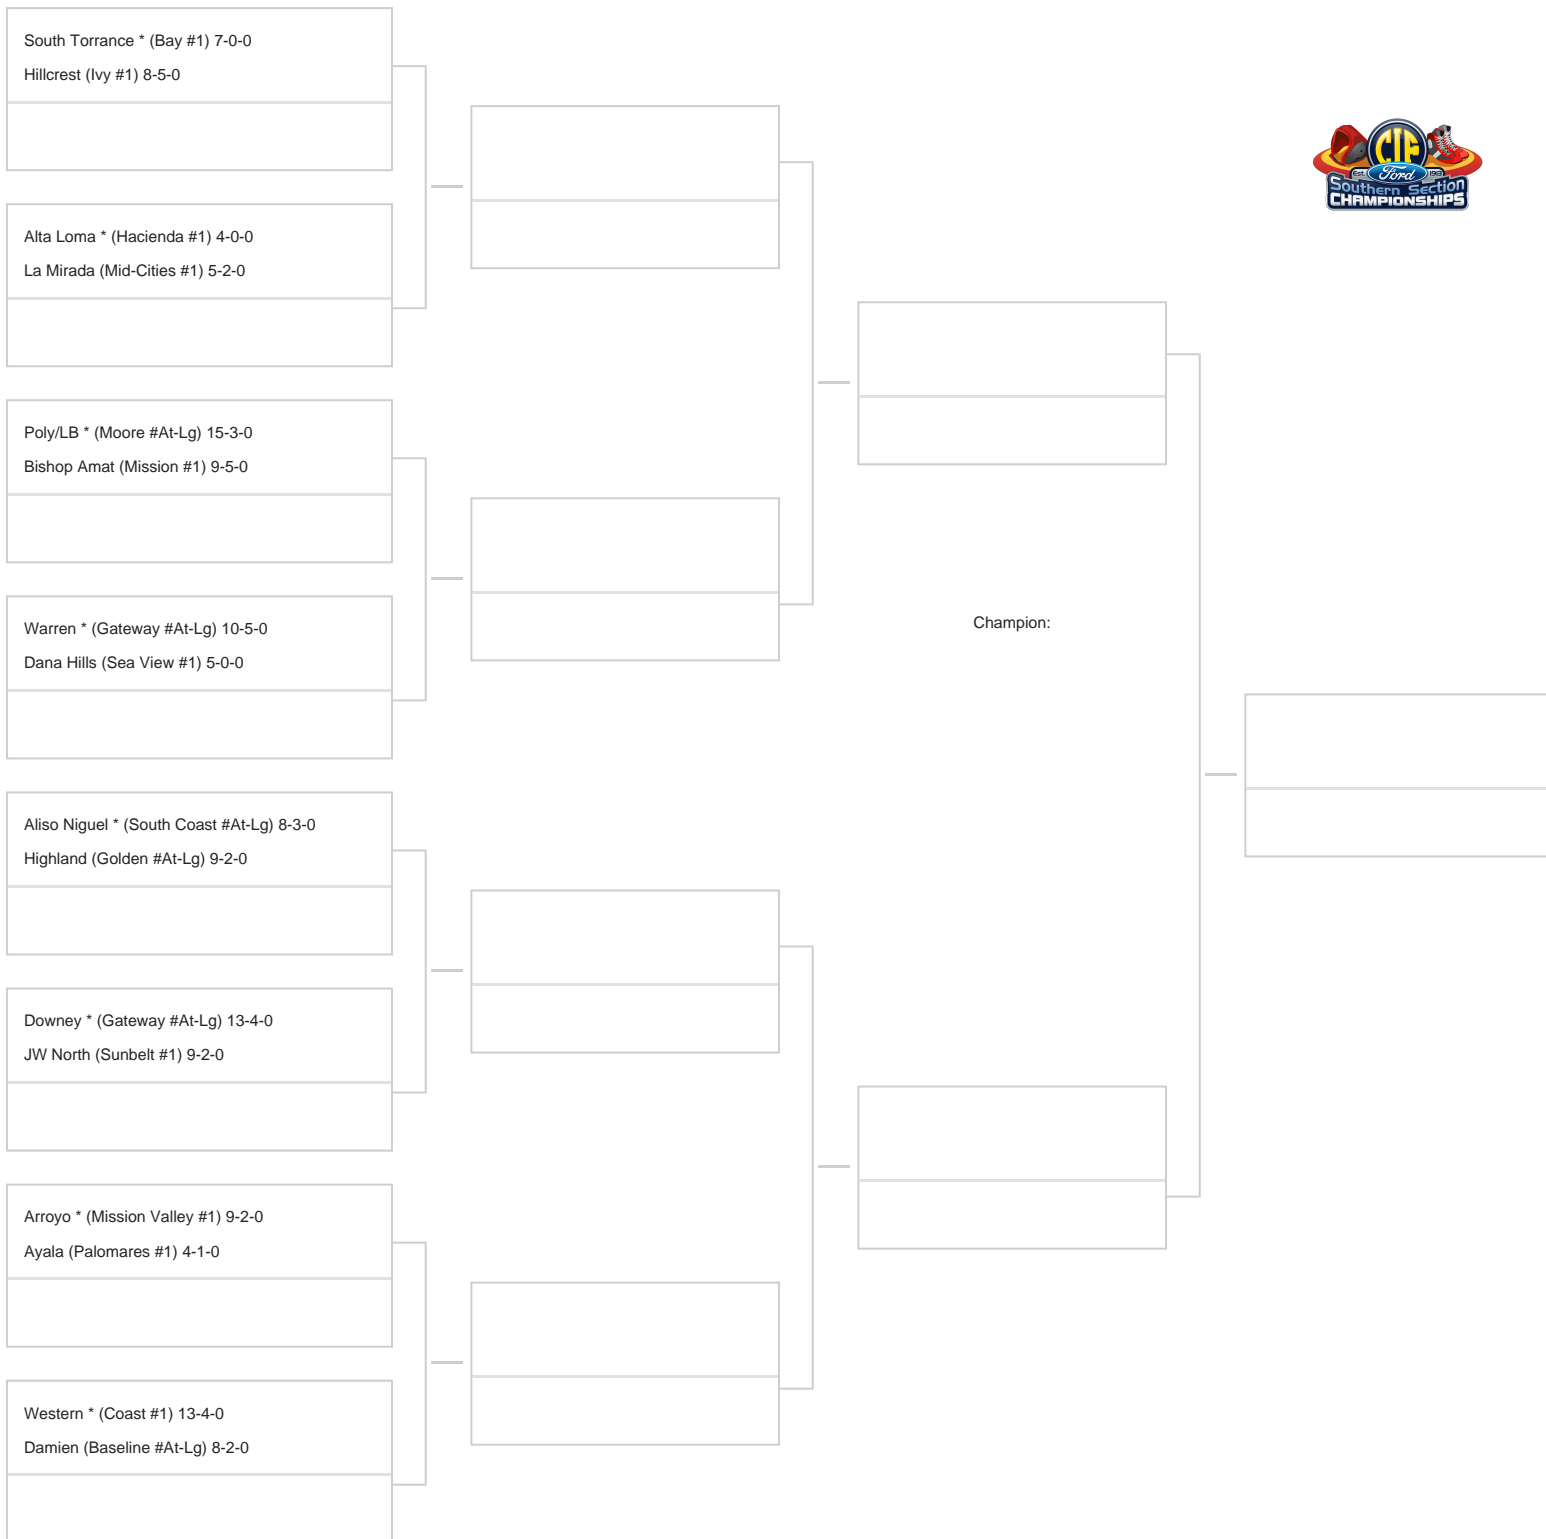 South Torrance * (Bay #1) 7-0-0
Hillcrest (Ivy #1) 8-5-0
Alta Loma * (Hacienda #1) 4-0-0
La Mirada (Mid-Cities #1) 5-2-0
Poly/LB * (Moore #At-Lg) 15-3-0
Bishop Amat (Mission #1) 9-5-0
Warren * (Gateway #At-Lg) 10-5-0
Dana Hills (Sea View #1) 5-0-0
Aliso Niguel * (South Coast #At-Lg) 8-3-0
Highland (Golden #At-Lg) 9-2-0
Downey * (Gateway #At-Lg) 13-4-0
JW North (Sunbelt #1) 9-2-0
Arroyo * (Mission Valley #1) 9-2-0
Ayala (Palomares #1) 4-1-0
Western * (Coast #1) 13-4-0
Damien (Baseline #At-Lg) 8-2-0
Champion:
CIF
Est. Ford 1913
Southern Section
CHAMPIONSHIPS